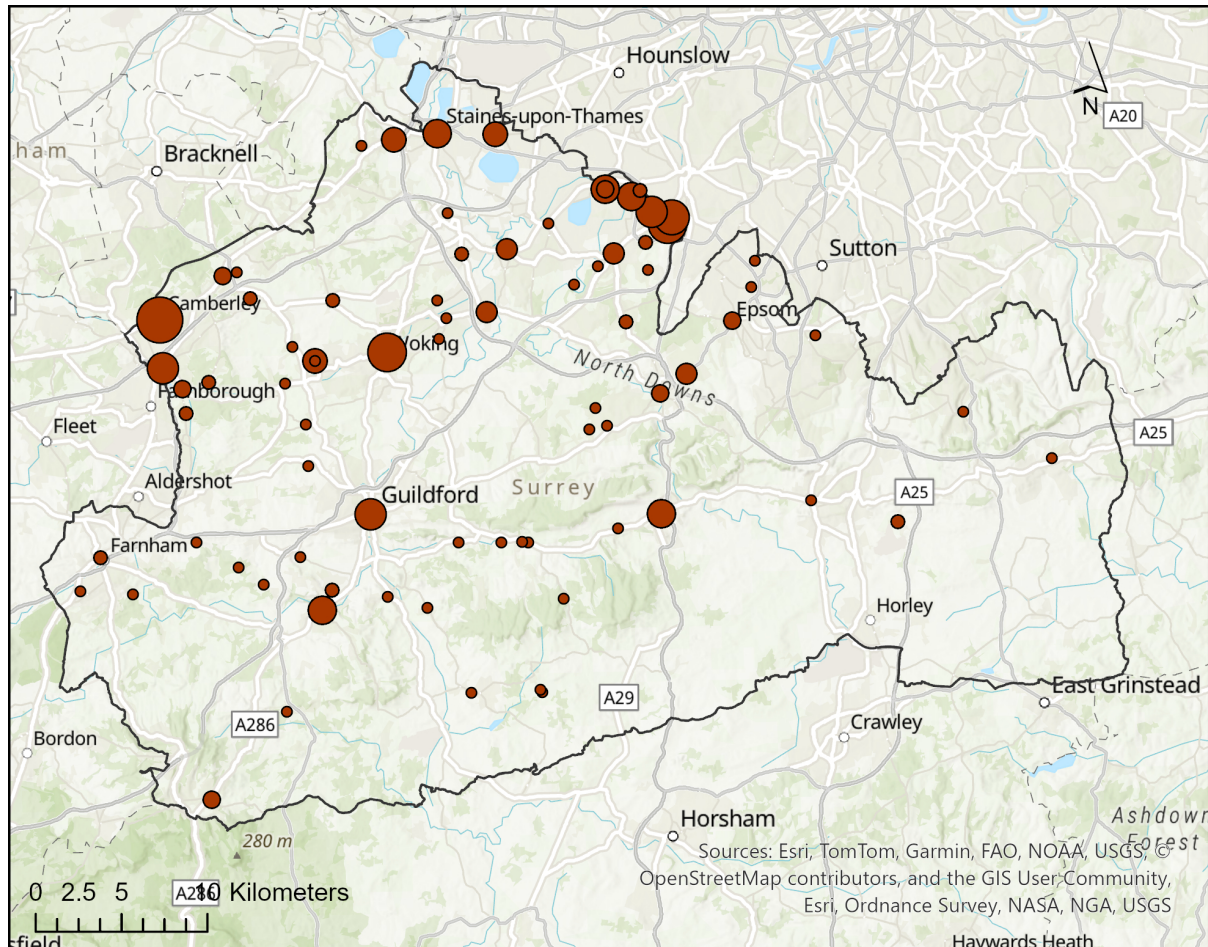 Hounslow
N
A20
Staines-upon-Thames
ham
Bracknell
Sutton
Camberley
Epsom
Woking
North Downs
Farnborough
Fleet
A25
Aldershot
Guildford
Surrey
A25
Farnham
Horley
East Grinstead
A29
A286
Crawley
Bordon
Horsham
Ashdown
Forest
280 m
Sources: Esri, TomTom, Garmin, FAO, NOAA, USGS, ©
OpenStreetMap contributors, and the GIS User Community,
Esri, Ordnance Survey, NASA, NGA, USGS
0 2.5 5 10 Kilometers
A286
sfield
Haywards Heath